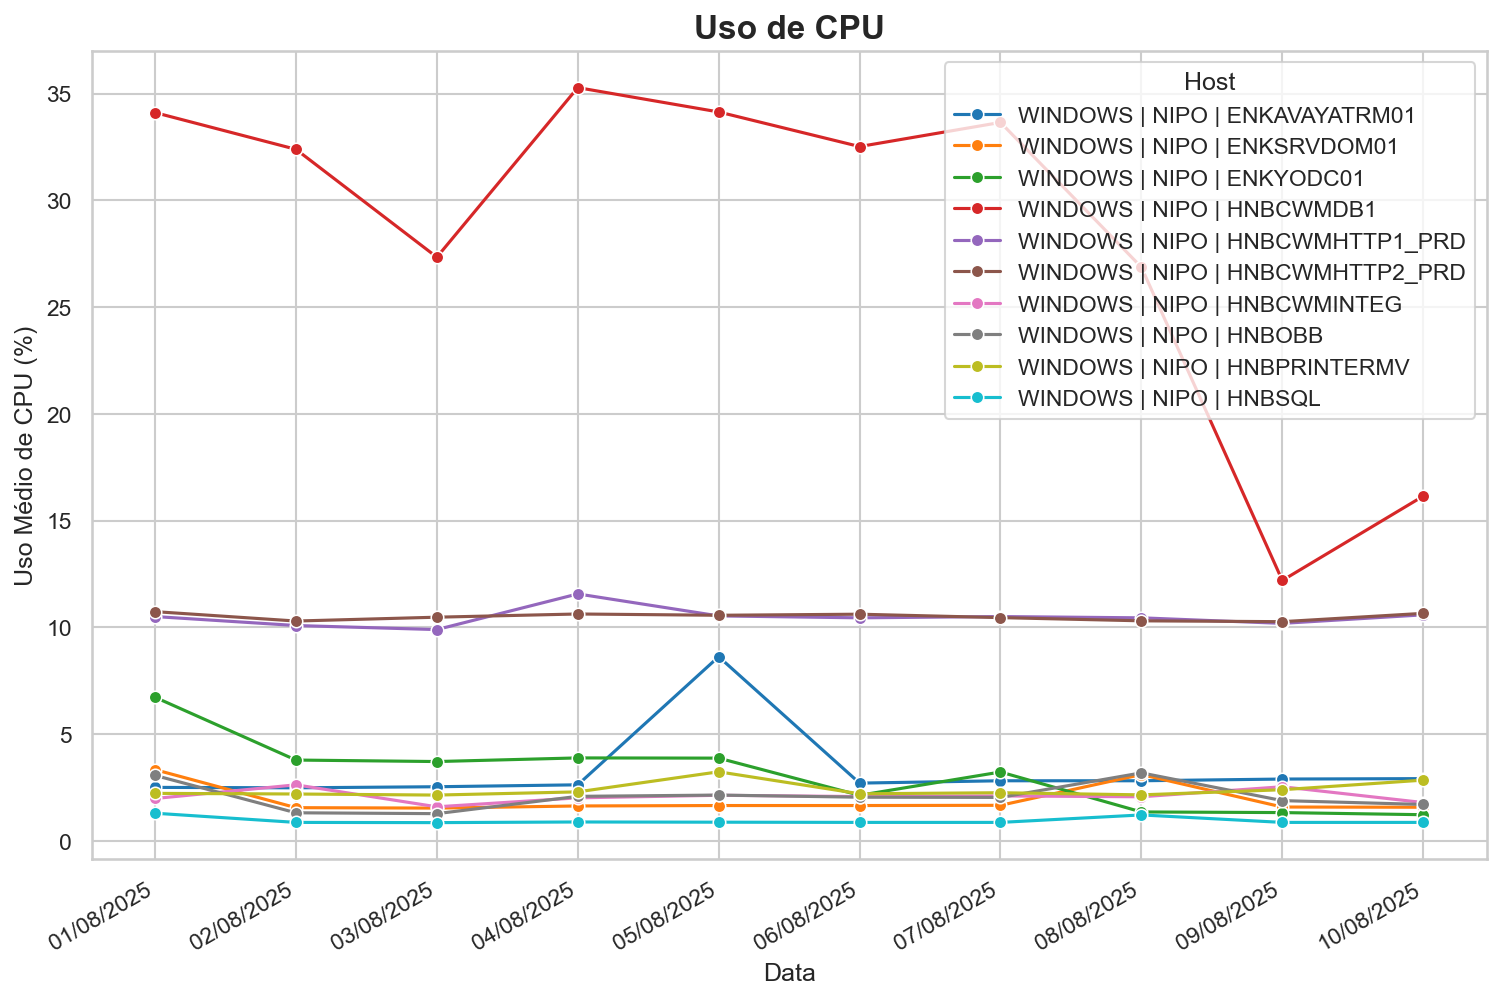 Uso de CPU
Host
WINDOWS | NIPO | ENKAVAYATRM01
WINDOWS | NIPO | ENKSRVDOM01
WINDOWS | NIPO | ENKYODC01
WINDOWS | NIPO | HNBCWMDB1
WINDOWS | NIPO | HNBCWMHTTP1_PRD
WINDOWS | NIPO | HNBCWMHTTP2_PRD
WINDOWS | NIPO | HNBCWMINTEG
WINDOWS | NIPO | HNBOBB
WINDOWS | NIPO | HNBPRINTERMV
WINDOWS | NIPO | HNBSQL
Uso Médio de CPU (%)
35
30
25
20
15
10
5
0
01/08/2025
02/08/2025
03/08/2025
04/08/2025
05/08/2025
06/08/2025
07/08/2025
08/08/2025
09/08/2025
10/08/2025
Data